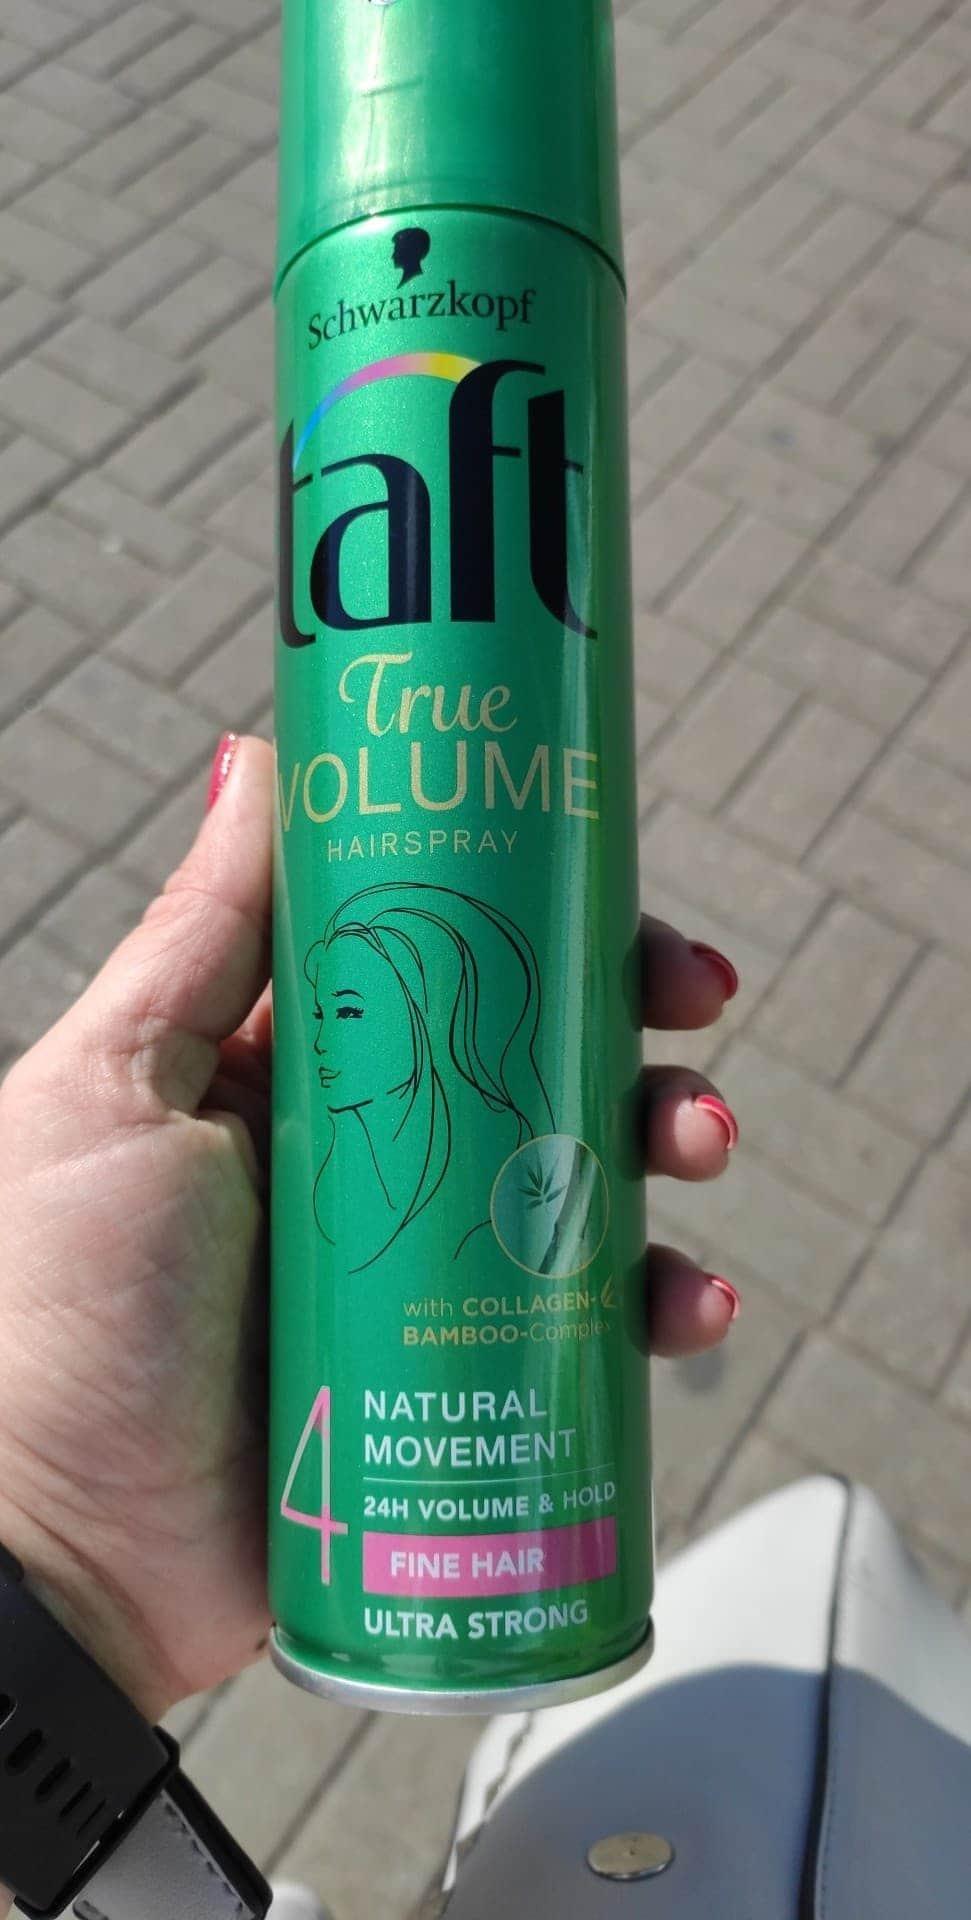 Schwarzkopf
taft
True
VOLUME
HAIRSPRAY
with COLLAGEN-
BAMBOO-Complex
4
NATURAL
MOVEMENT
24H VOLUME & HOLD
FINE HAIR
ULTRA STRONG